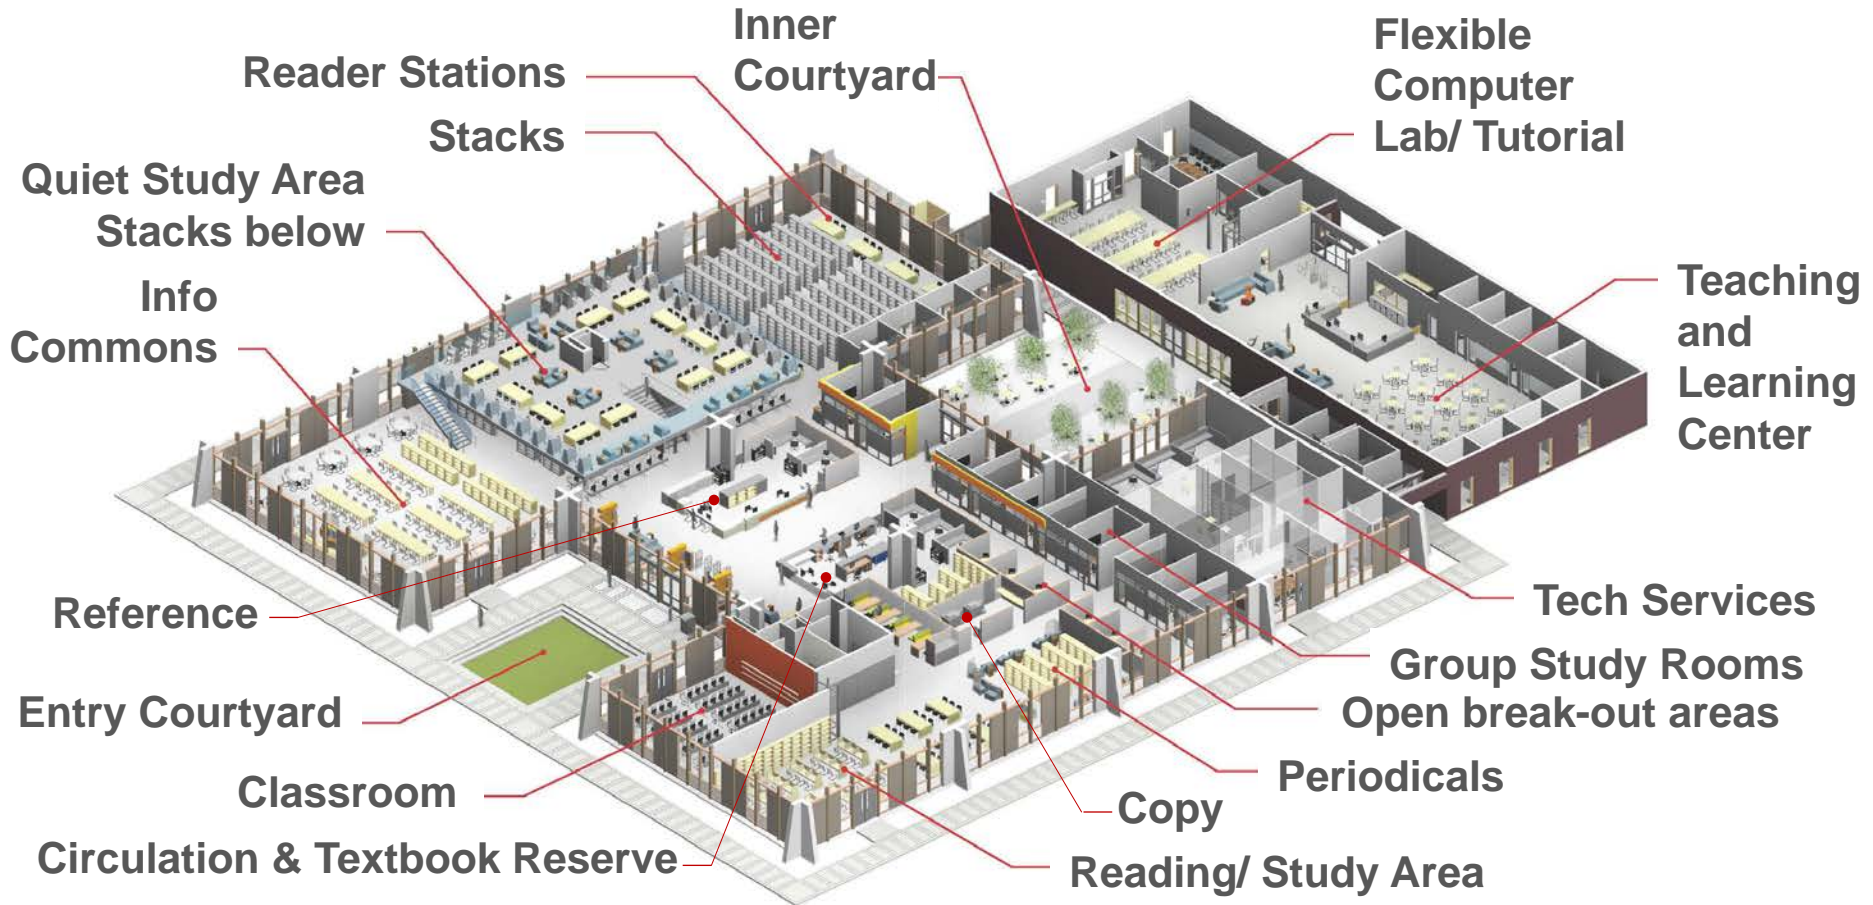 Inner
Courtyard
Flexible
Computer
Lab/ Tutorial
Reader Stations
Stacks
Quiet Study Area
Stacks below
Info
Commons
Teaching
and
Learning
Center
Reference
Tech Services
Group Study Rooms
Entry Courtyard
Open break-out areas
Classroom
Periodicals
Copy
Circulation & Textbook Reserve
Reading/ Study Area